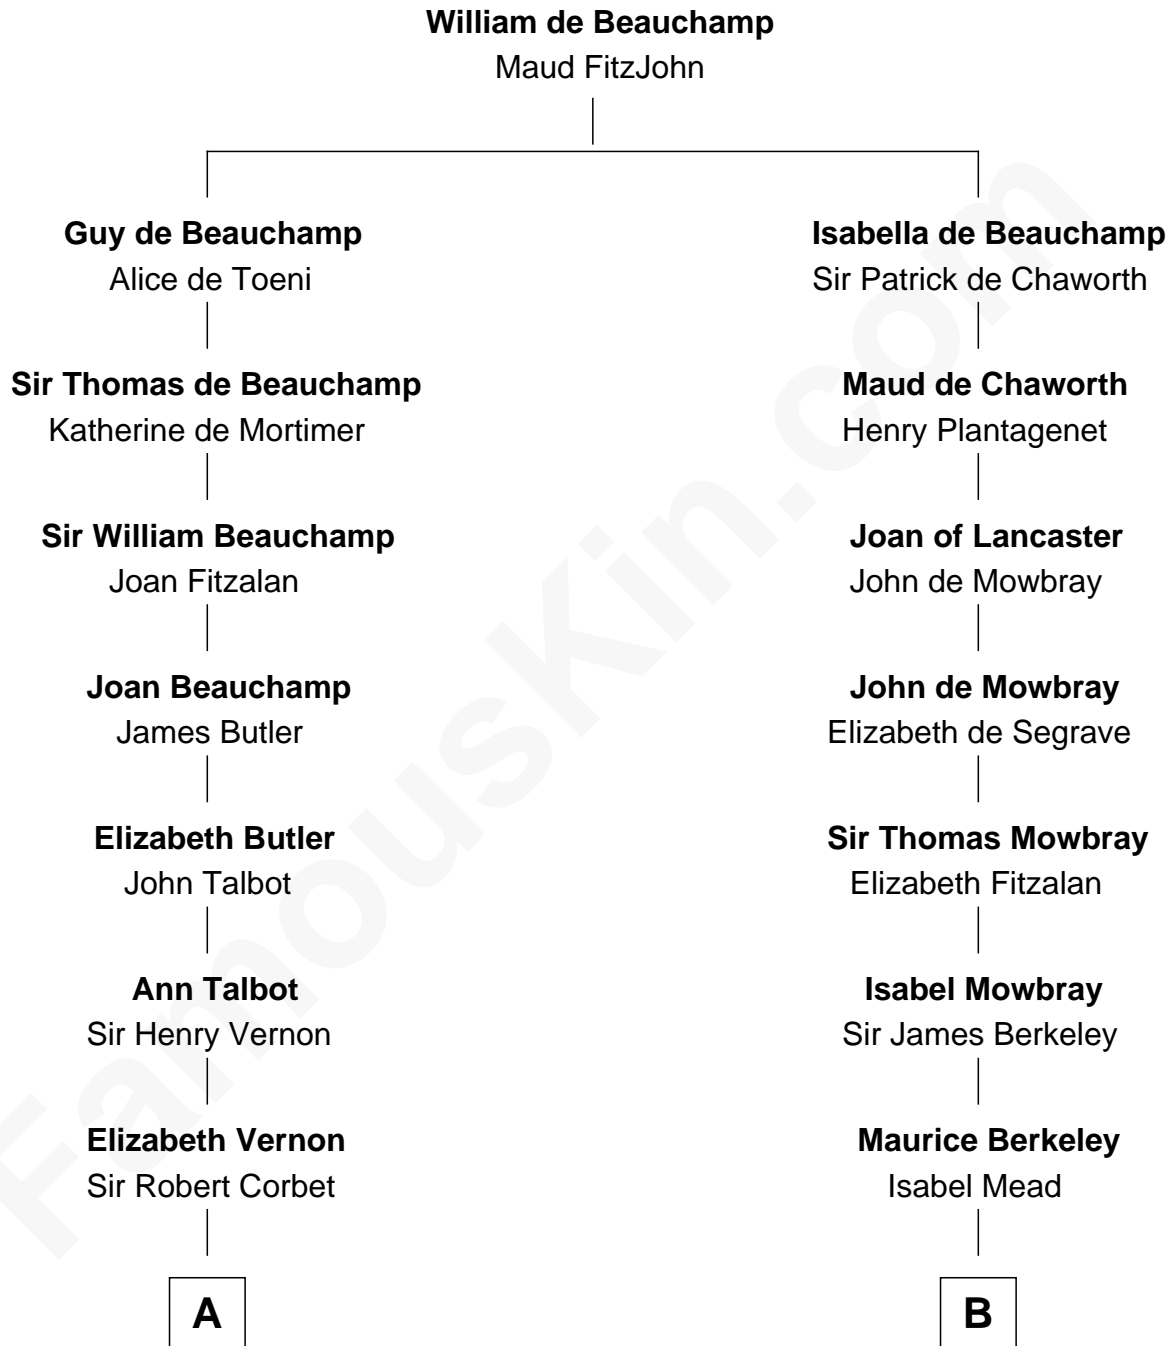 William de Beauchamp
Maud FitzJohn
Guy de Beauchamp
Alice de Toeni
Isabella de Beauchamp
Sir Patrick de Chaworth
Sir Thomas de Beauchamp
Katherine de Mortimer
Maud de Chaworth
Henry Plantagenet
Sir William Beauchamp
Joan Fitzalan
Joan of Lancaster
John de Mowbray
Joan Beauchamp
James Butler
John de Mowbray
Elizabeth de Segrave
Elizabeth Butler
John Talbot
Sir Thomas Mowbray
Elizabeth Fitzalan
Ann Talbot
Sir Henry Vernon
Isabel Mowbray
Sir James Berkeley
Elizabeth Vernon
Sir Robert Corbet
Maurice Berkeley
Isabel Mead
A
B
FamousKin.com